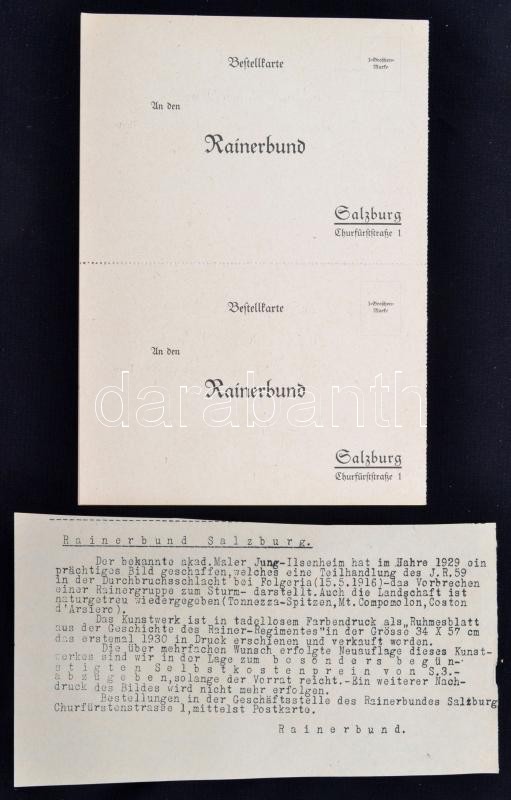 Bestellkarte
3-Groschen-
Marke
An den
Rainerbund
Salzburg
Churfürststraße 1
Bestellkarte
3-Groschen-
Marke
An den
Rainerbund
darabanth
Salzburg
Churfürststraße 1
Rainerbund Salzburg.
Der bekannte akad. Maler Jung-Ilsenheim hat im Jahre 1929 ein
prächtiges Bild geschaffen,welches eine Teilhandlung des J.R.59
in der Durchbruchsschlacht bei Folgeria(15.5.1916)-das Vorbrechen
einer Rainergruppe zum Sturm- darstellt.Auch die Landschaft ist
naturgetreu wiedergegeben(Tonnezza-Spitzen,Mt.Compomolon,Coston
d'Arsiero).
Das Kunstwerk ist in tadellosem Farbendruck als„Ruhmesblatt
aus der Geschichte des Rainer-Regimentes"in der Grösse 34 X 57 cm
das erstemal 1930 in Druck erschienen und verkauft worden.
Die über mehrfachen Wunsch erfolgte Neuauflage dieses Kunst-
werkes sind wir in der Lage zum besonders begün-
stigten Selbstkostenprein von S.3.-
abzugeben,solange der Vorrat reicht.-Ein weiterer Nach-
druck des Bildes wird nicht mehr erfolgen.
Bestellungen in der Geschäftsstelle des Rainerbundes Salzburg
Churfürstenstrasse 1,mittelst Postkarte.
Rainerbund.